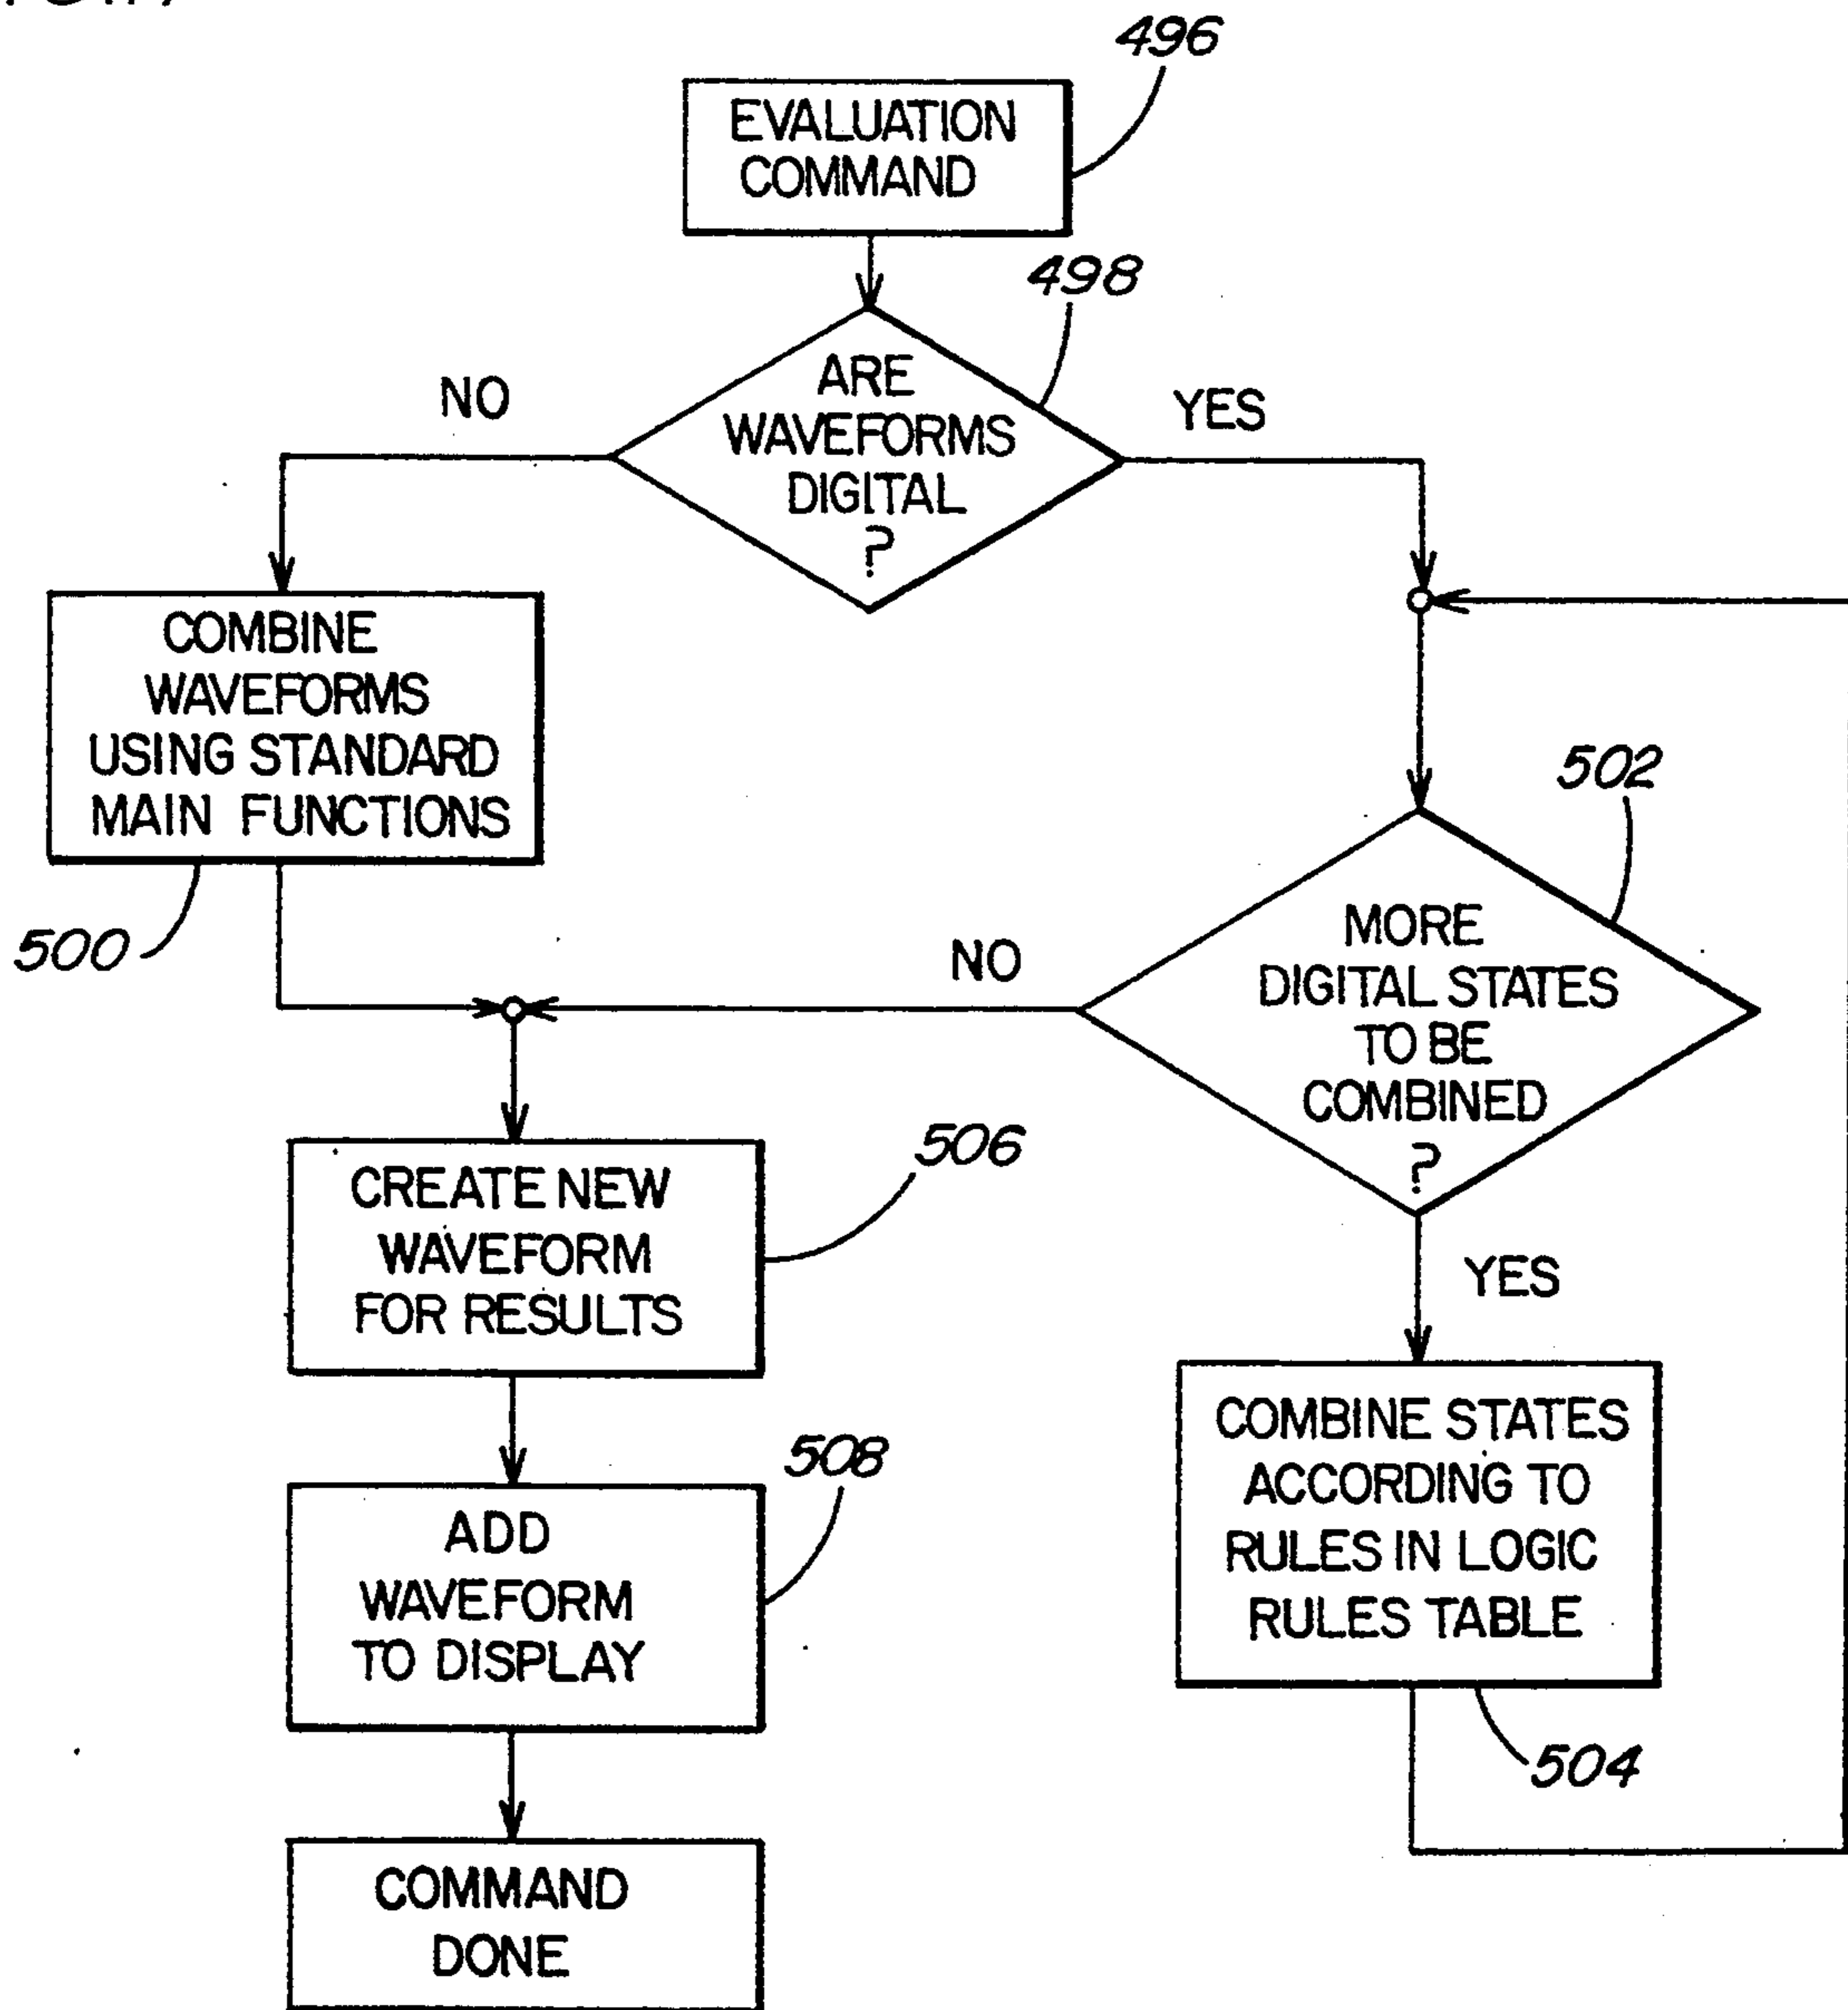 496
EVALUATION
COMMAND
498
ARE
WAVEFORMS
DIGITAL
?
NO
YES
COMBINE
WAVEFORMS
USING STANDARD
MAIN FUNCTIONS
500
502
MORE
DIGITAL STATES
TO BE
COMBINED
?
NO
YES
506
CREATE NEW
WAVEFORM
FOR RESULTS
COMBINE STATES
ACCORDING TO
RULES IN LOGIC
RULES TABLE
504
508
ADD
WAVEFORM
TO DISPLAY
COMMAND
DONE